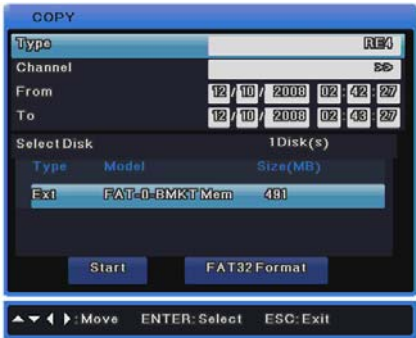 COPY
Type RE4
Channel >>
From 12/ 10/ 2008 02 : 42 : 27
To 12/ 10/ 2008 02 : 43 : 27
Select Disk 1Disk(s)
Type Model Size(MB)
Ext FAT-0-BMKT Mem 491
Start FAT32 Format
:Move ENTER:Select ESC:Exit